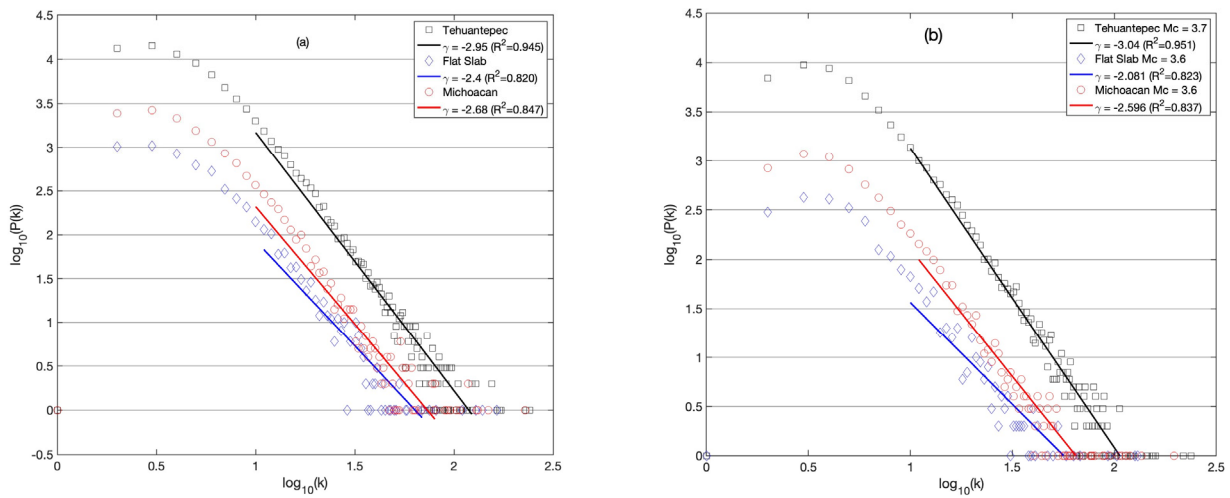 (a)
Tehuantepec
γ = -2.95 (R²=0.945)
Flat Slab
γ = -2.4 (R²=0.820)
Michoacan
γ = -2.68 (R²=0.847)
4.5
4
3.5
3
2.5
2
1.5
1
0.5
0
-0.5
log₁₀(P(k))
0
0.5
1
1.5
2
2.5
log₁₀(k)
(b)
Tehuantepec Mc = 3.7
γ = -3.04 (R²=0.951)
Flat Slab Mc = 3.6
γ = -2.081 (R²=0.823)
Michoacan Mc = 3.6
γ = -2.596 (R²=0.837)
4.5
4
3.5
3
2.5
2
1.5
1
0.5
0
log₁₀(P(k))
0
0.5
1
1.5
2
2.5
log₁₀(k)